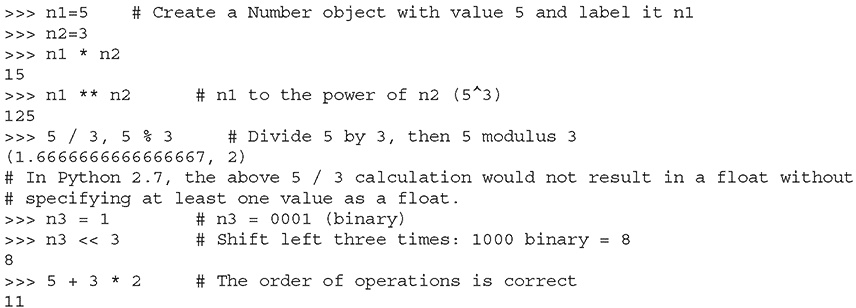 >>> n1=5    # Create a Number object with value 5 and label it n1
>>> n2=3
>>> n1 * n2
15
>>> n1 ** n2      # n1 to the power of n2 (5^3)
125
>>> 5 / 3, 5 % 3     # Divide 5 by 3, then 5 modulus 3
(1.6666666666666667, 2)
# In Python 2.7, the above 5 / 3 calculation would not result in a float without
# specifying at least one value as a float.
>>> n3 = 1        # n3 = 0001 (binary)
>>> n3 << 3       # Shift left three times: 1000 binary = 8
8
>>> 5 + 3 * 2     # The order of operations is correct
11